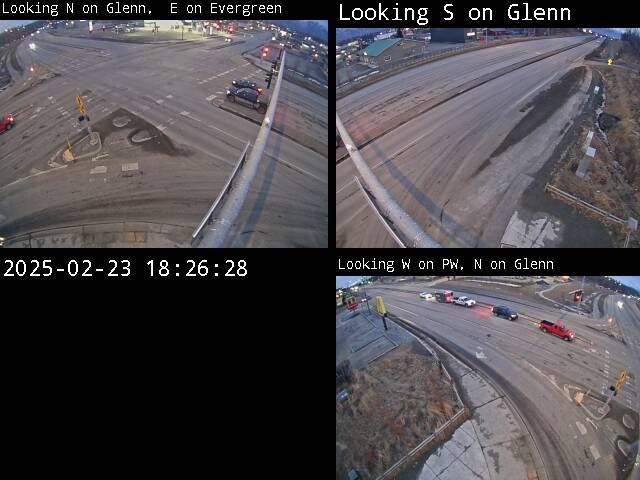 Looking N on Glenn,  E on Evergreen
Looking S on Glenn
2025-02-23 18:26:28
Looking W on PW, N on Glenn